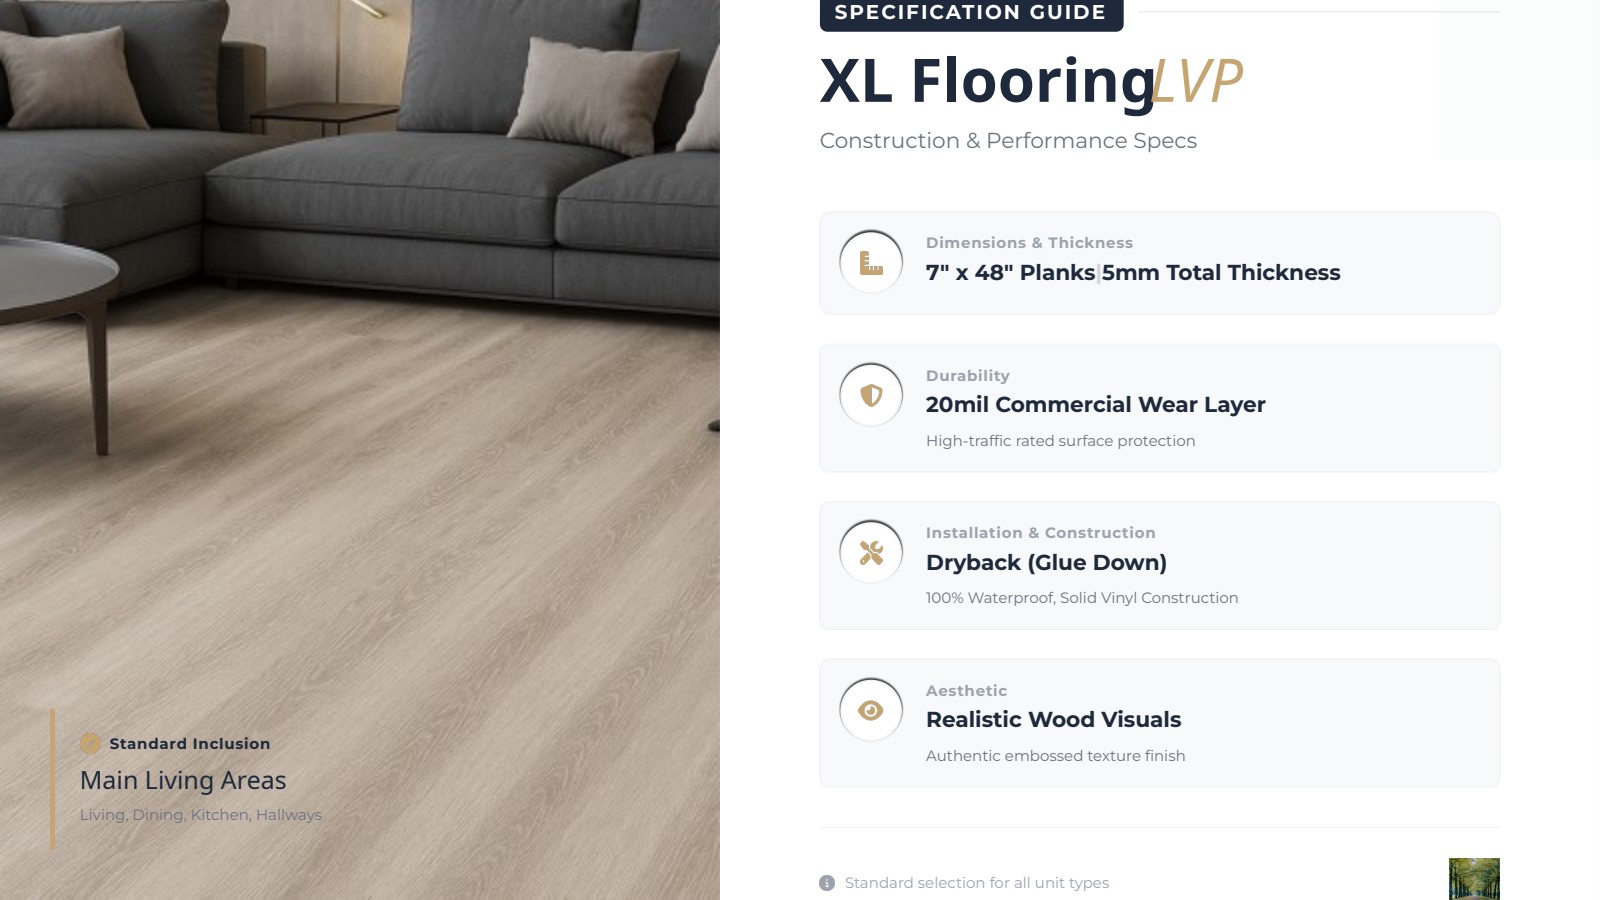 SPECIFICATION GUIDE
XL FlooringLVP
Construction & Performance Specs
Dimensions & Thickness
7" x 48" Planks|5mm Total Thickness
Durability
20mil Commercial Wear Layer
High-traffic rated surface protection
Installation & Construction
Dryback (Glue Down)
100% Waterproof, Solid Vinyl Construction
Aesthetic
Realistic Wood Visuals
Authentic embossed texture finish
Standard selection for all unit types
Standard Inclusion
Main Living Areas
Living, Dining, Kitchen, Hallways